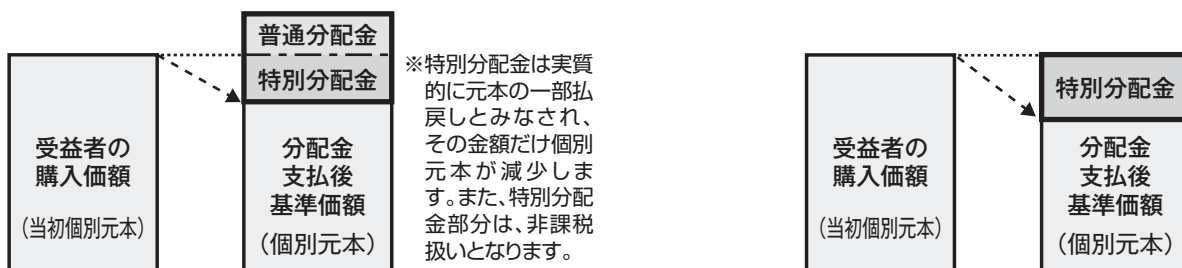 普通分配金
特別分配金
受益者の
購入価額
(当初個別元本)
分配金
支払後
基準価額
(個別元本)
※特別分配金は実質
的に元本の一部払
戻しとみなされ、
その金額だけ個別
元本が減少しま
す。また、特別分配
金部分は、非課税
扱いとなります。
受益者の
購入価額
(当初個別元本)
特別分配金
分配金
支払後
基準価額
(個別元本)